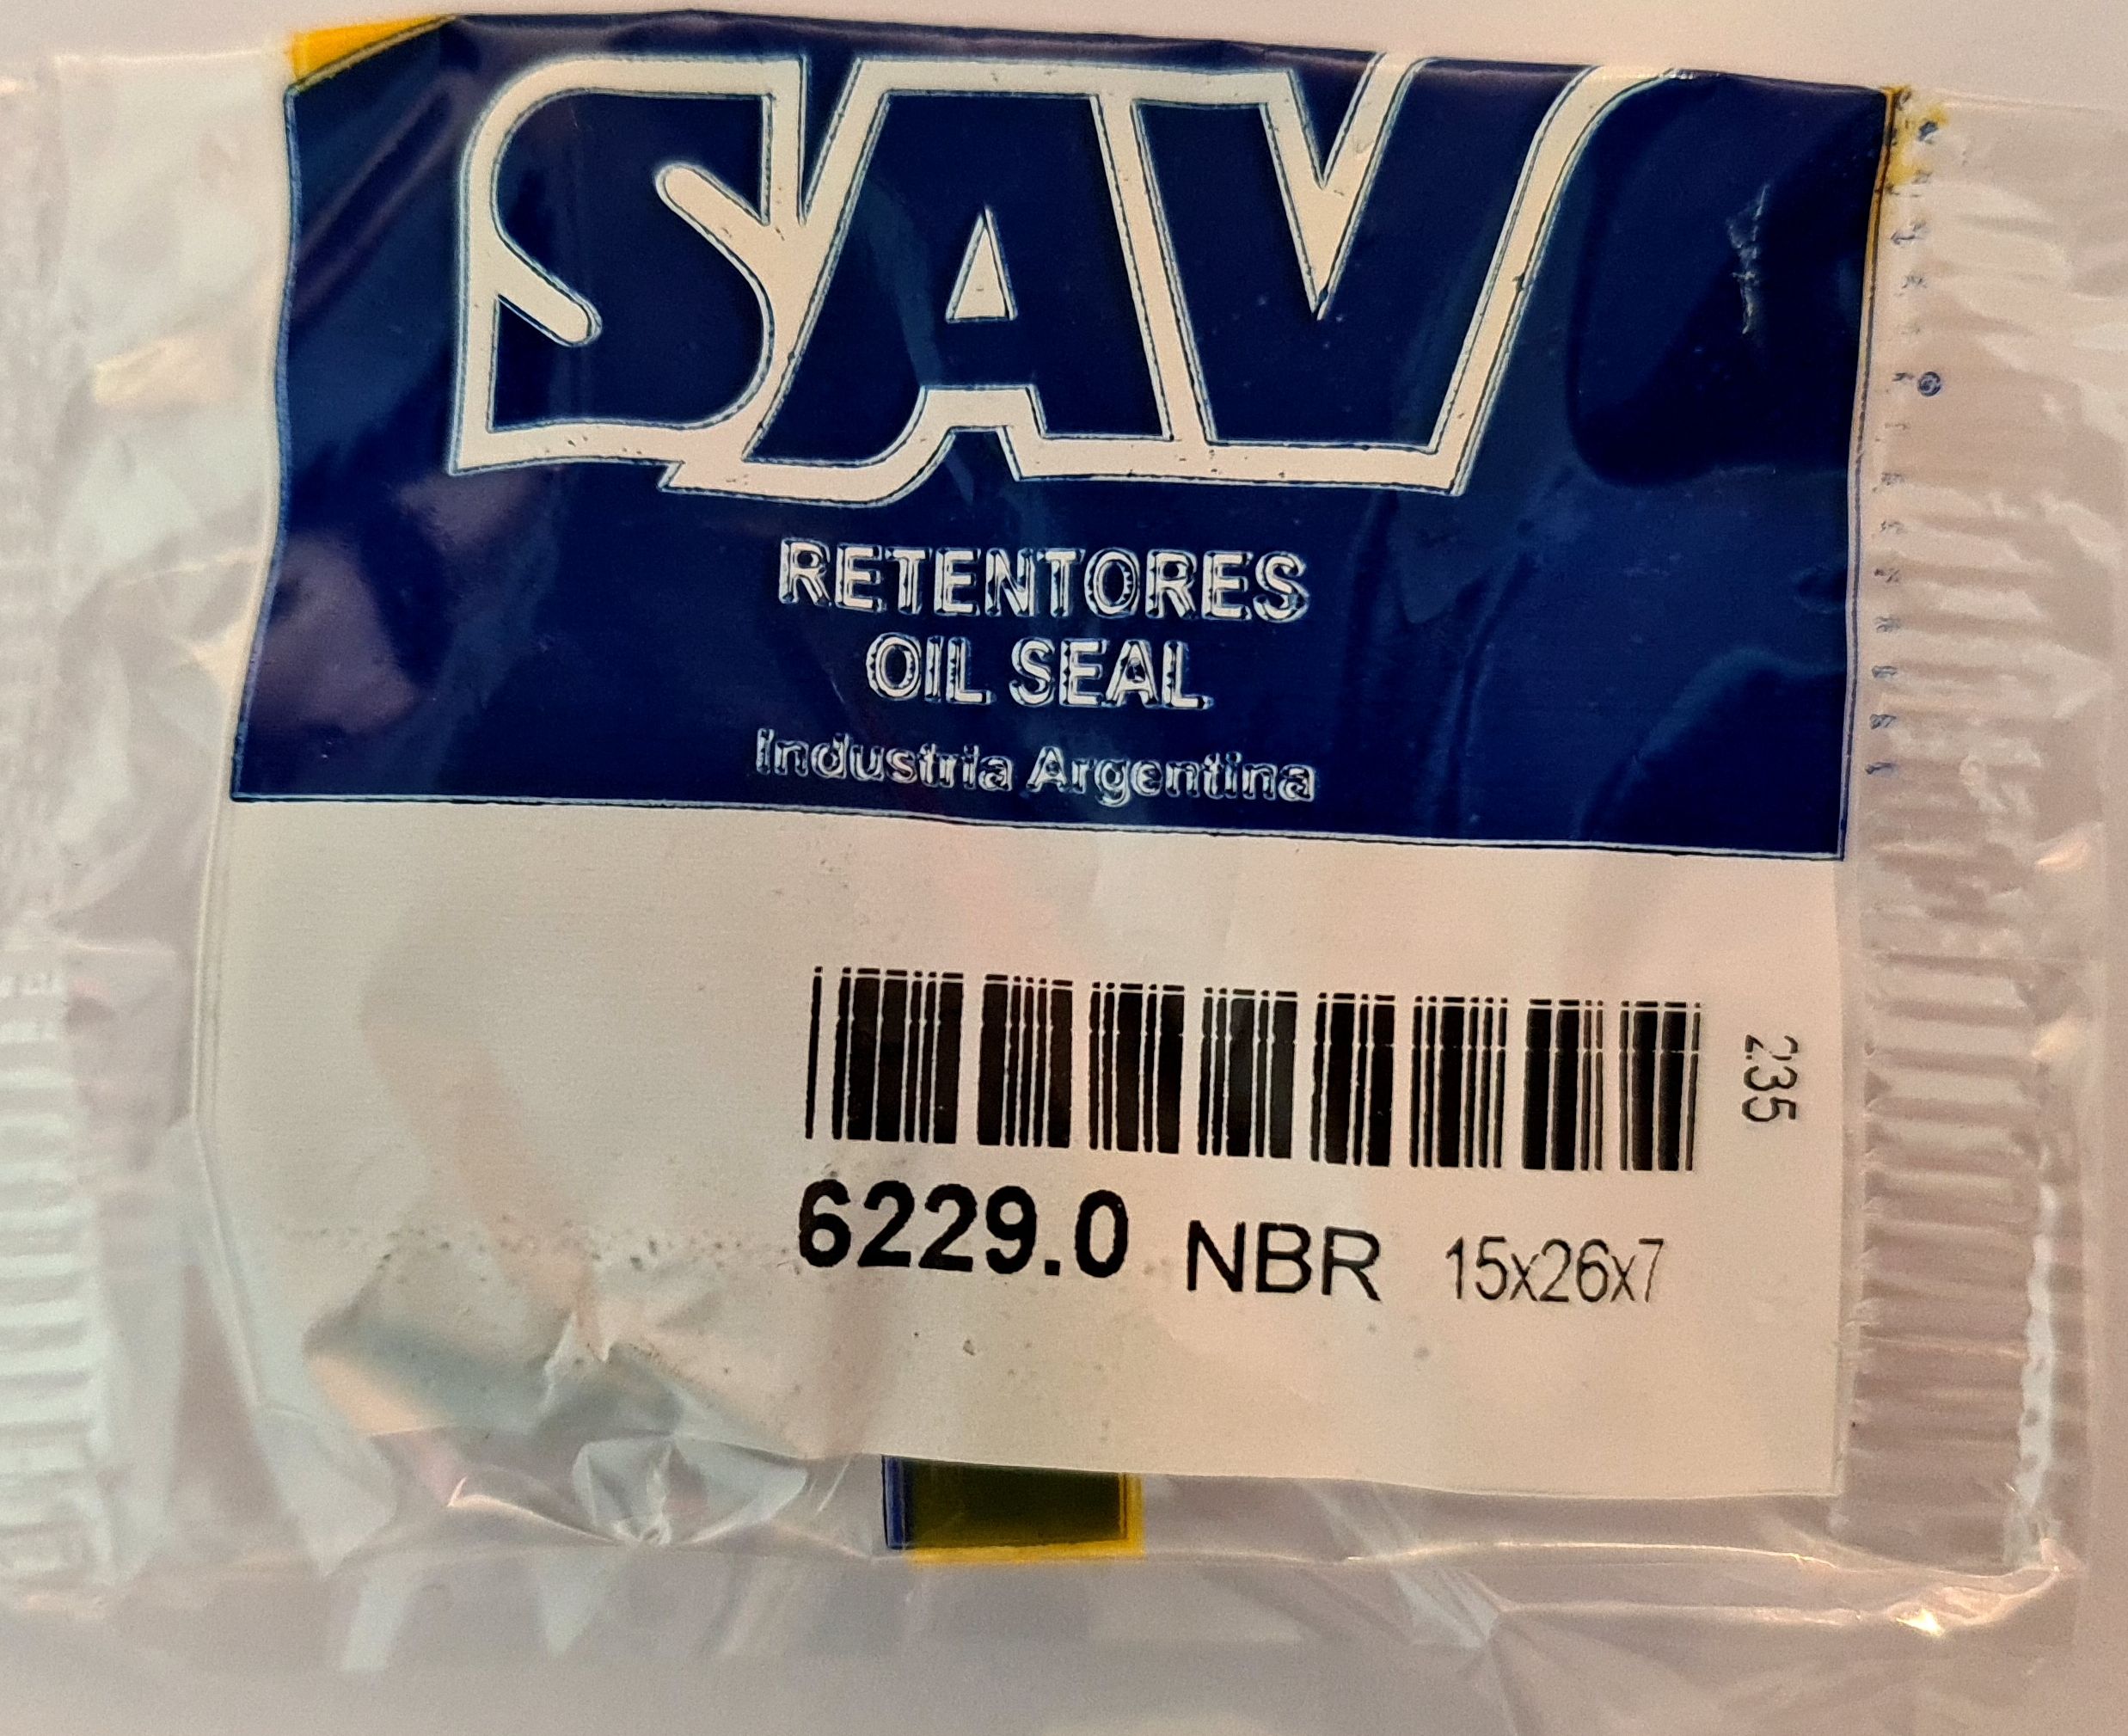 SAV
RETENTORES
OIL SEAL
Industria Argentina
235
6229.0 NBR 15x26x7